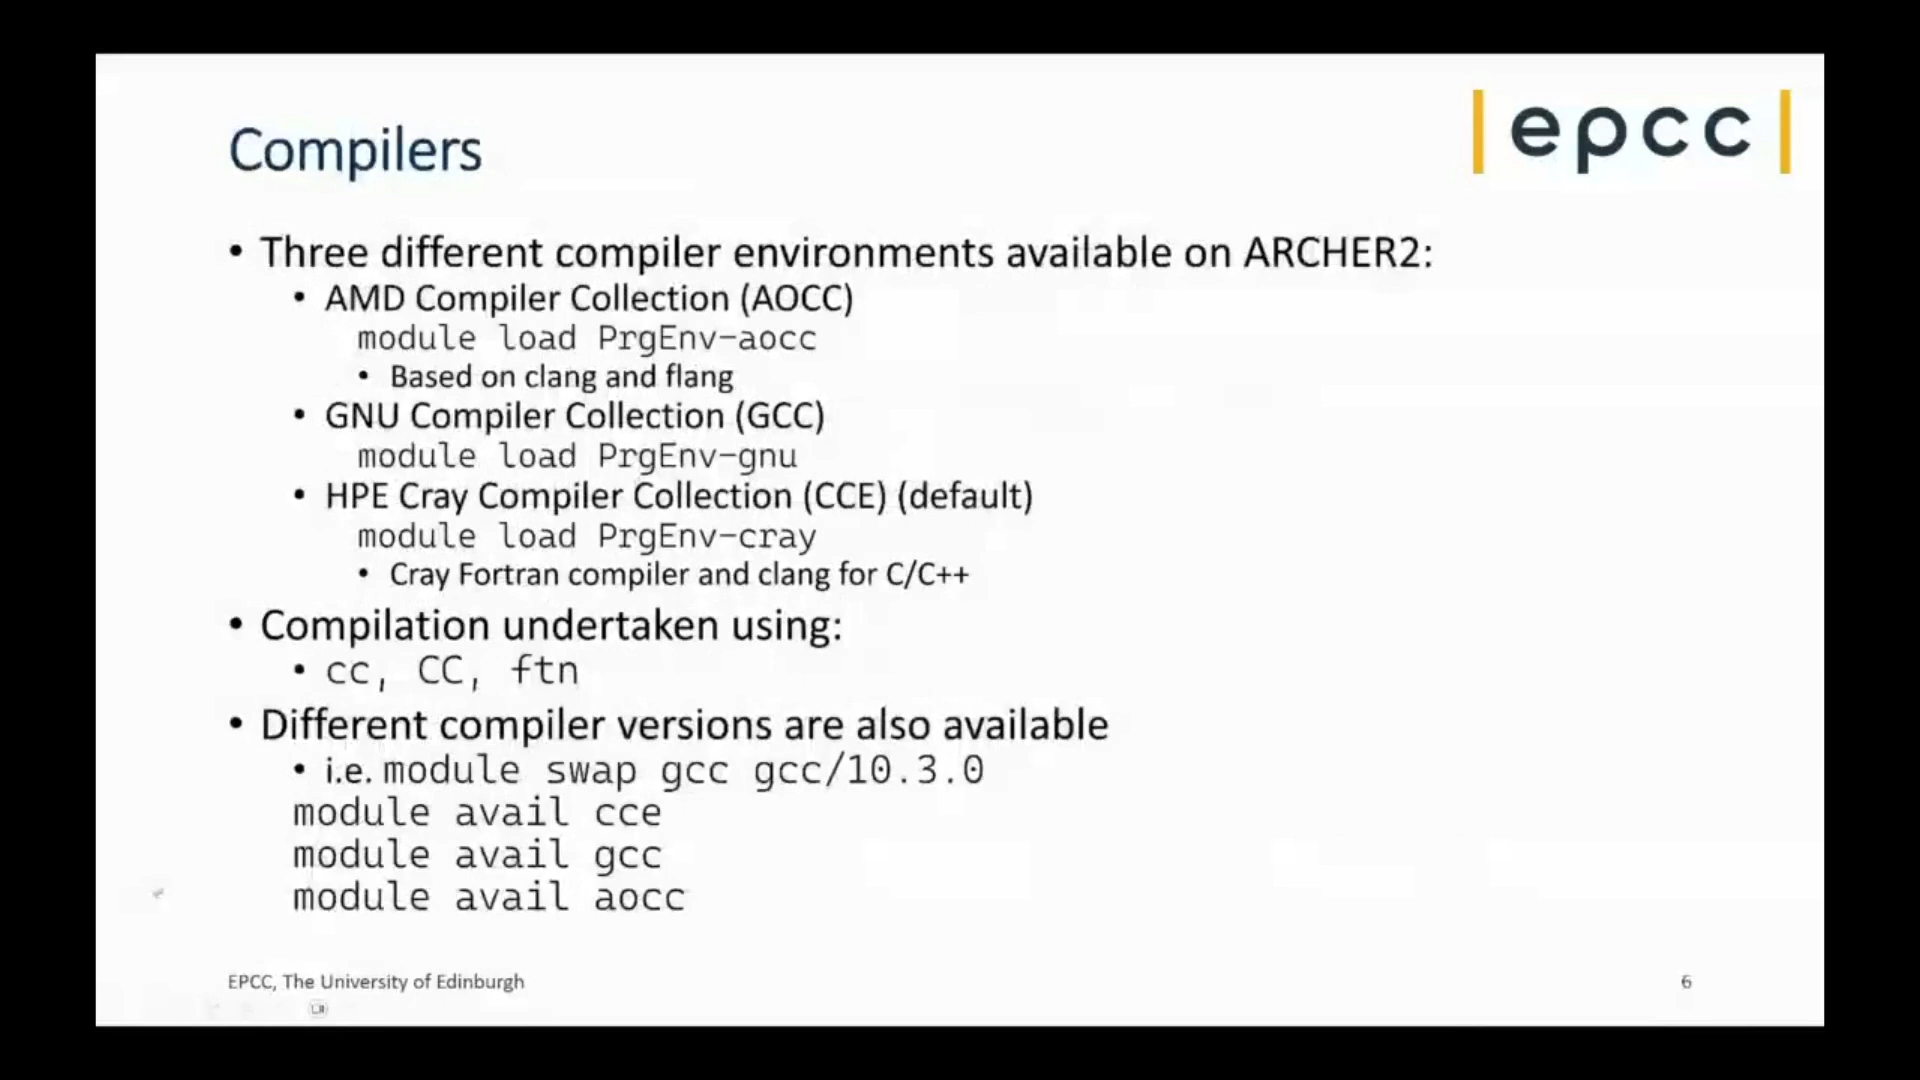 |epcc|
Compilers
• Three different compiler environments available on ARCHER2:
• AMD Compiler Collection (AOCC)
module load PrgEnv-aocc
• Based on clang and flang
• GNU Compiler Collection (GCC)
module load PrgEnv-gnu
• HPE Cray Compiler Collection (CCE) (default)
module load PrgEnv-cray
• Cray Fortran compiler and clang for C/C++
• Compilation undertaken using:
• cc, CC, ftn
• Different compiler versions are also available
• i.e. module swap gcc gcc/10.3.0
module avail cce
module avail gcc
module avail aocc
EPCC, The University of Edinburgh
6